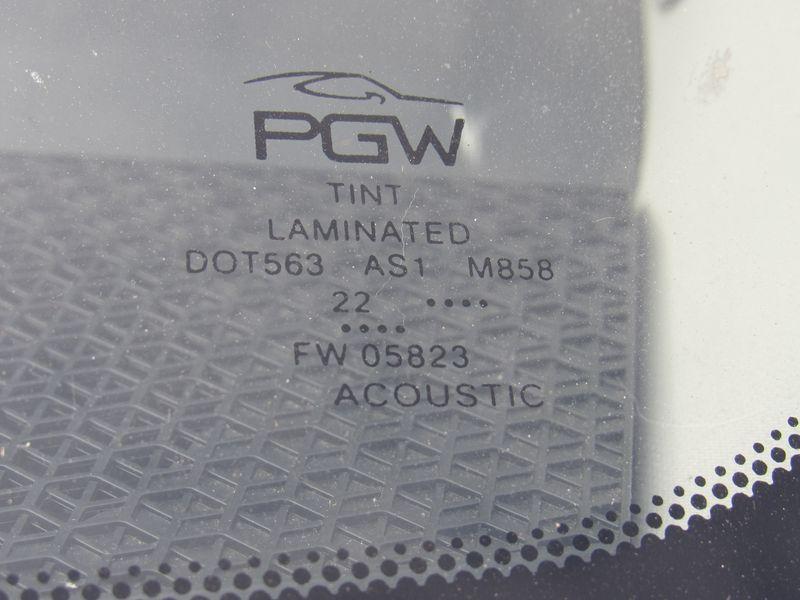 PGW
TINT
LAMINATED
DOT563 AS1 M858
22 ••••
••••
FW 05823
ACOUSTIC